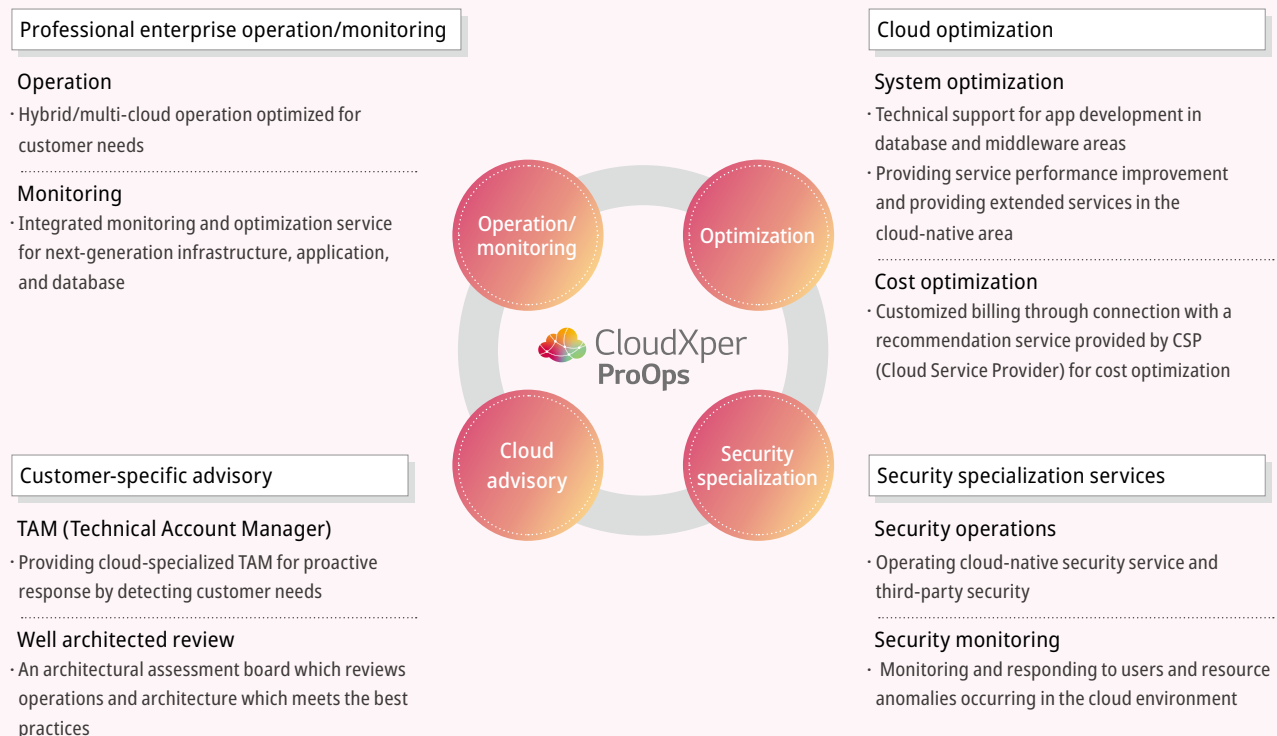 Professional enterprise operation/monitoring
Operation
· Hybrid/multi-cloud operation optimized for
customer needs
Monitoring
· Integrated monitoring and optimization service
for next-generation infrastructure, application,
and database
Cloud optimization
System optimization
· Technical support for app development in
database and middleware areas
· Providing service performance improvement
and providing extended services in the
cloud-native area
Cost optimization
· Customized billing through connection with a
recommendation service provided by CSP
(Cloud Service Provider) for cost optimization
Operation/
monitoring
Optimization
CloudXper
ProOps
Cloud
advisory
Security
specialization
Customer-specific advisory
TAM (Technical Account Manager)
· Providing cloud-specialized TAM for proactive
response by detecting customer needs
Well architected review
· An architectural assessment board which reviews
operations and architecture which meets the best
practices
Security specialization services
Security operations
· Operating cloud-native security service and
third-party security
Security monitoring
· Monitoring and responding to users and resource
anomalies occurring in the cloud environment